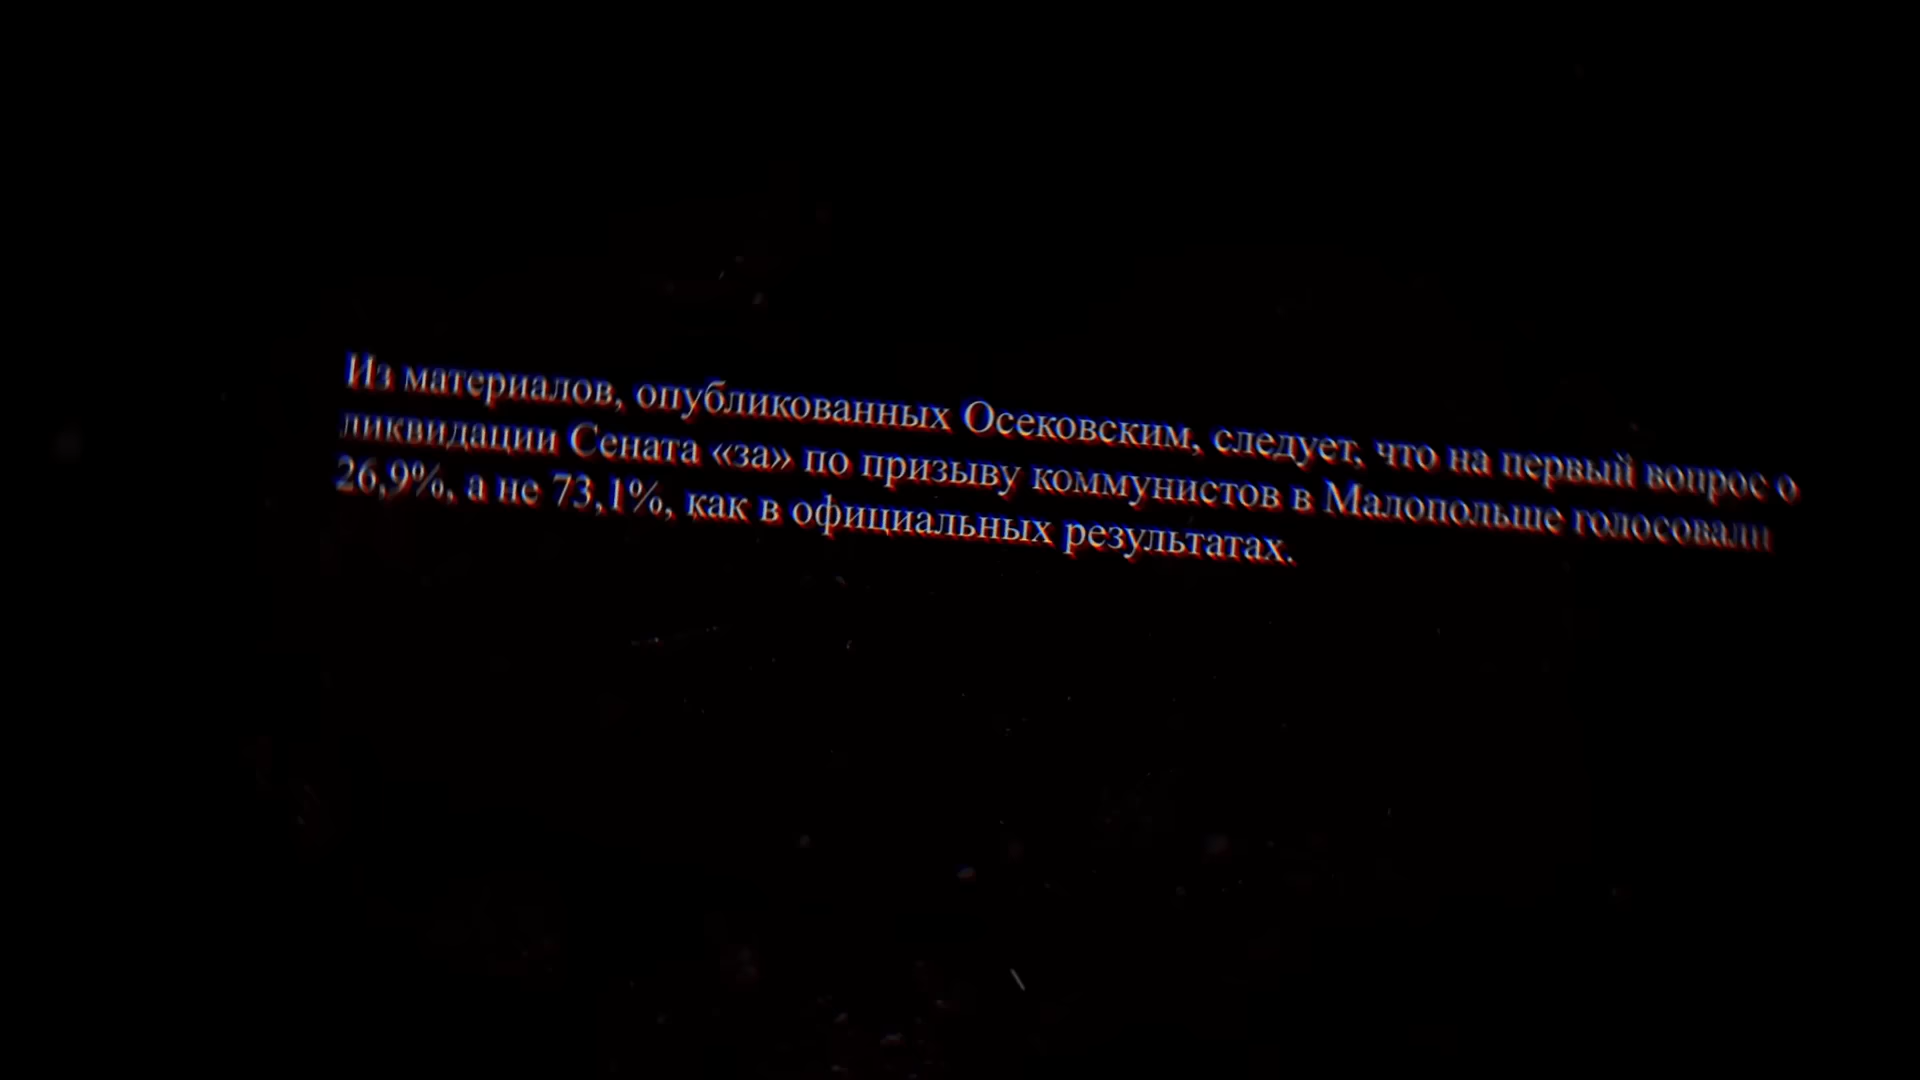 Из материалов, опубликованных Осековским, следует, что на первый вопрос о
ликвидации Сената «за» по призыву коммунистов в Малопольше голосовали
26,9%, а не 73,1%, как в официальных результатах.